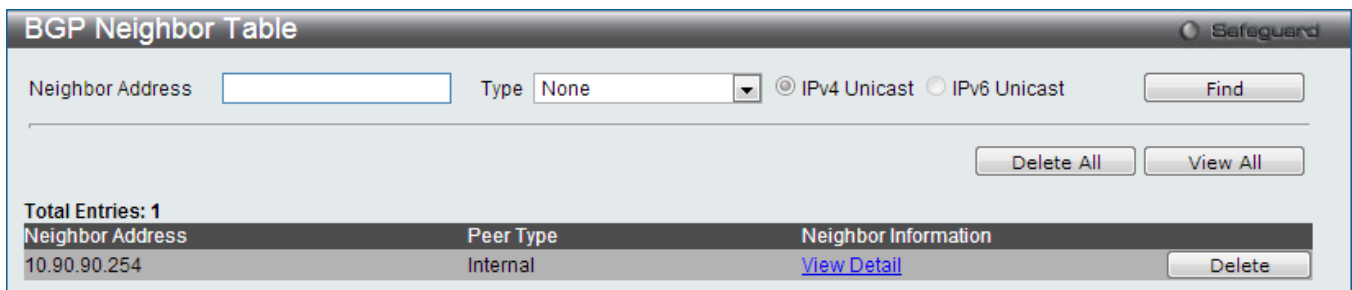 BGP Neighbor Table
Safeguard
Neighbor Address Type None IPv4 Unicast IPv6 Unicast Find
Delete All View All
Total Entries: 1
Neighbor Address Peer Type Neighbor Information
10.90.90.254 Internal View Detail Delete